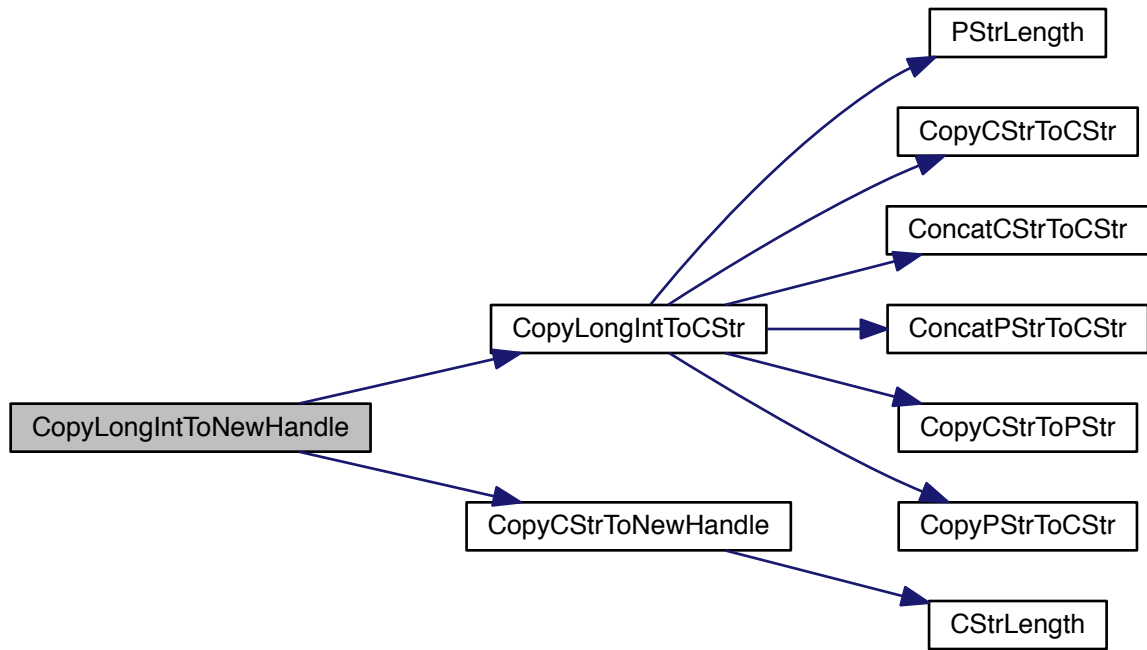 PStrLength
CopyCStrToCStr
ConcatCStrToCStr
CopyLongIntToCStr
ConcatPStrToCStr
CopyLongIntToNewHandle
CopyCStrToPStr
CopyCStrToNewHandle
CopyPStrToCStr
CStrLength